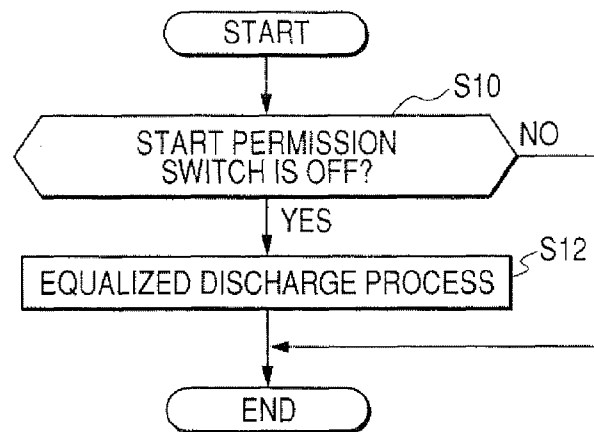 START
S10
START PERMISSION
SWITCH IS OFF?
NO
YES
S12
EQUALIZED DISCHARGE PROCESS
END